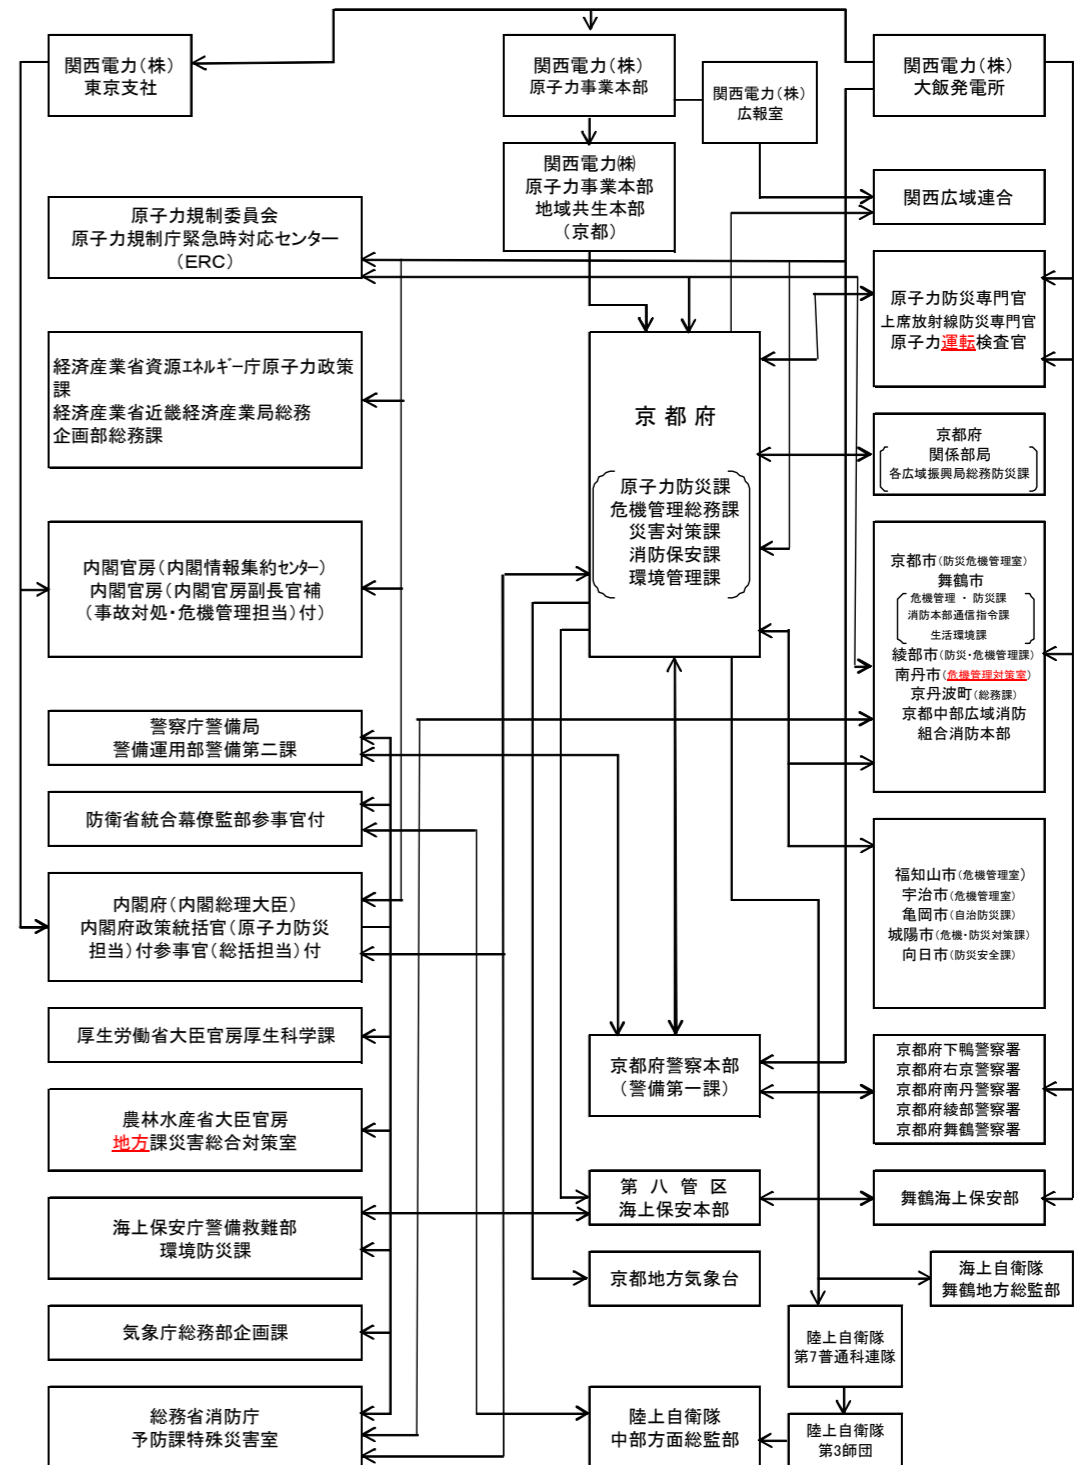 関西電力(株)
東京支社
関西電力(株)
原子力事業本部
関西電力(株)
広報室
関西電力(株)
大飯発電所
関西電力㈱
原子力事業本部
地域共生本部
(京都)
関西広域連合
原子力規制委員会
原子力規制庁緊急時対応センター
(ERC)
原子力防災専門官
上席放射線防災専門官
原子力運転検査官
経済産業省資源エネルギー庁原子力政策
課
経済産業省近畿経済産業局総務
企画部総務課
京都府
原子力防災課
危機管理総務課
災害対策課
消防保安課
環境管理課
京都府
関係部局
各広域振興局総務防災課
内閣官房(内閣情報集約センター)
内閣官房(内閣官房副長官補
(事故対処・危機管理担当)付)
京都市(防災危機管理室)
舞鶴市
危機管理・防災課
消防本部通信指令課
生活環境課
綾部市(防災・危機管理課)
南丹市(危機管理対策室)
京丹波町(総務課)
京都中部広域消防
組合消防本部
警察庁警備局
警備運用部警備第二課
防衛省統合幕僚監部参事官付
内閣府(内閣総理大臣)
内閣府政策統括官(原子力防災
担当)付参事官(総括担当)付
福知山市(危機管理室)
宇治市(危機管理室)
亀岡市(自治防災課)
城陽市(危機・防災対策課)
向日市(防災安全課)
厚生労働省大臣官房厚生科学課
京都府警察本部
(警備第一課)
京都府下鴨警察署
京都府右京警察署
京都府南丹警察署
京都府綾部警察署
京都府舞鶴警察署
農林水産省大臣官房
地方課災害総合対策室
第八管区
海上保安本部
舞鶴海上保安部
海上保安庁警備救難部
環境防災課
京都地方気象台
海上自衛隊
舞鶴地方総監部
気象庁総務部企画課
陸上自衛隊
第7普通科連隊
総務省消防庁
予防課特殊災害室
陸上自衛隊
中部方面総監部
陸上自衛隊
第3師団